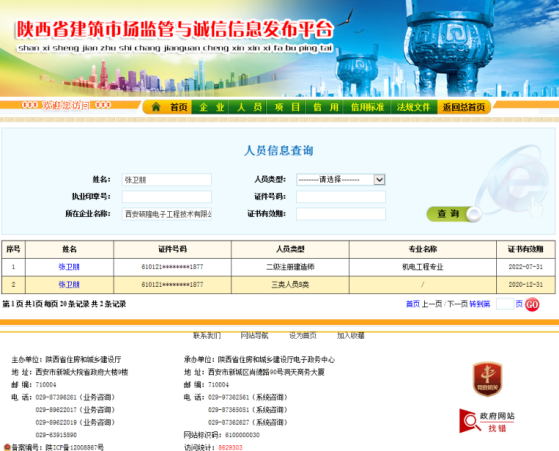 陕西省建筑市场监管与诚信信息发布平台
shan xi sheng jian zhu shi chang jianguan cheng xin xin xi fa bu ping tai
欢迎您访问 首页 企 业 人 员 项 目 信 用 信用标准 法规文件 返回总首页
人员信息查询
姓名: 张卫朋 人员类型: --------请选择--------
执业印章号: 证件号码:
所在企业名称: 西安硕隆电子工程技术有限公 证书有效期: 查 询
序号 姓名 证件号码 人员类型 专业名称 证书有效期
1 张卫朋 610121********1877 二级注册建造师 机电工程专业 2022-07-31
2 张卫朋 610121********1877 三类人员B类 / 2020-12-31
第 1 页 共1页 每页 20 条记录 共 2 条记录 首页 上一页 / 下一页 转到第 页 GO
联系我们 网站导航 设为首页 加入收藏
主办单位: 陕西省住房和城乡建设厅 承办单位: 陕西省住房和城乡建设厅电子政务中心
地 址: 西安市新城大院省政府大楼9楼 地 址: 西安市新城区尚德路90号润天商务大厦
邮 编: 710004 邮 编: 710004
电 话: 029-87396261 (业务咨询) 电 话: 029-87362561 (系统咨询)
029-89622017 (业务咨询) 029-87365051 (系统咨询)
029-89622019 (业务咨询) 029-87362627 (系统咨询)
029-63915890 网站标识码: 6100000030
备案编号: 陕ICP备12008867号 访问统计: 8629303
党政机关
政府网站
找错